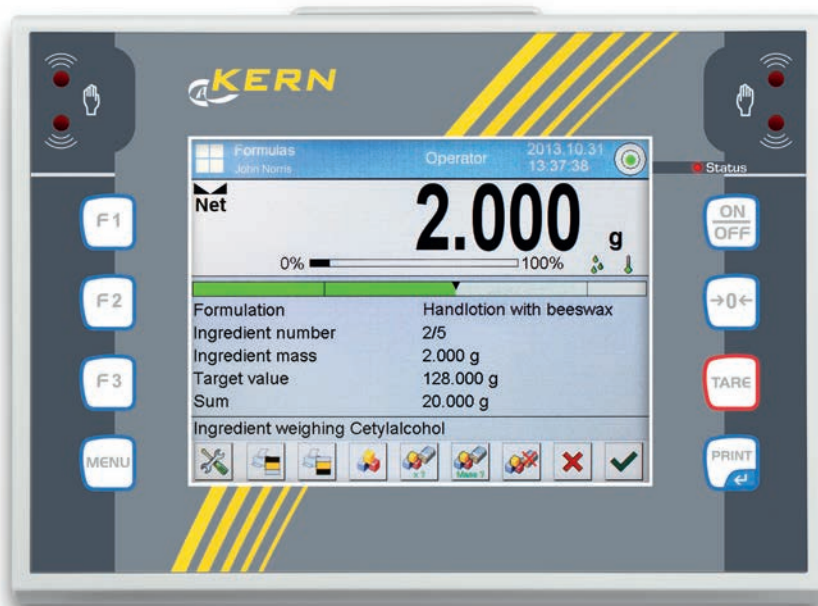 KERN
Formulas
John Norris
Operator
2013.10.31
13:37:38
Status
Net
2.000 g
0%
100%
Formulation Handlotion with beeswax
Ingredient number 2/5
Ingredient mass 2.000 g
Target value 128.000 g
Sum 20.000 g
Ingredient weighing Cetylalcohol
x ?
Mass ?
F1
F2
F3
MENU
ON
OFF
→0←
TARE
PRINT